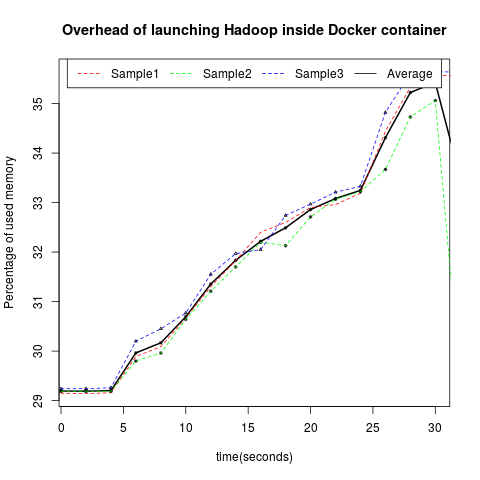 Overhead of launching Hadoop inside Docker container
Sample1 Sample2 Sample3 Average
Percentage of used memory
35
34
33
32
31
30
29
0 5 10 15 20 25 30
time(seconds)